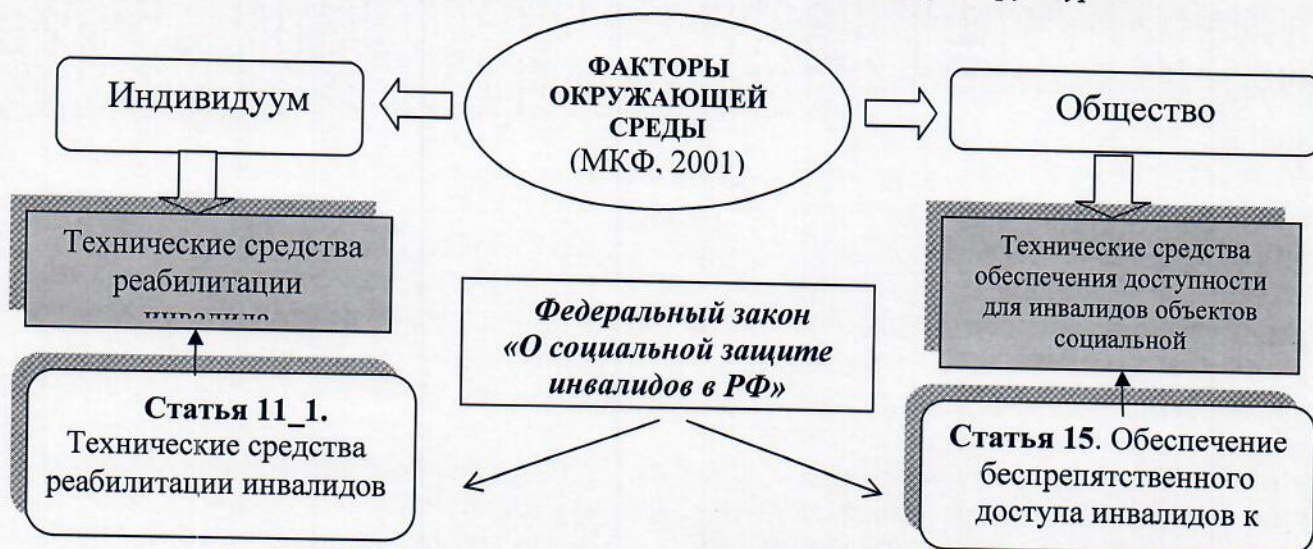 ФАКТОРЫ
ОКРУЖАЮЩЕЙ
СРЕДЫ
(МКФ, 2001)
Индивидуум
Общество
Технические средства
реабилитации
инвалида
Технические средства
обеспечения доступности
для инвалидов объектов
социальной
Федеральный закон
«О социальной защите
инвалидов в РФ»
Статья 11_1.
Технические средства
реабилитации инвалидов
Статья 15. Обеспечение
беспрепятственного
доступа инвалидов к